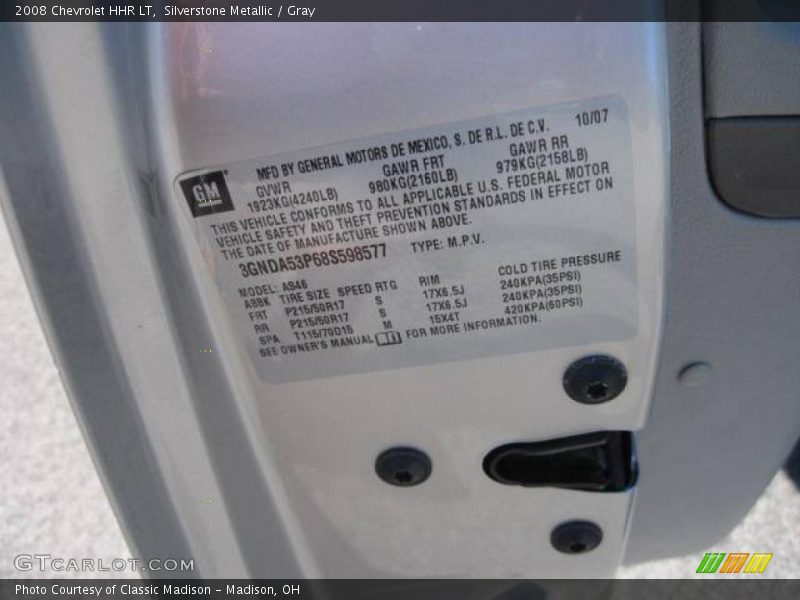 2008 Chevrolet HHR LT, Silverstone Metallic / Gray
GM
MFD BY GENERAL MOTORS DE MEXICO, S. DE R.L. DE C.V. 10/07
GVWR GAWR FRT GAWR RR
1923KG(4240LB) 980KG(2160LB) 979KG(2158LB)
THIS VEHICLE CONFORMS TO ALL APPLICABLE U.S. FEDERAL MOTOR
VEHICLE SAFETY AND THEFT PREVENTION STANDARDS IN EFFECT ON
THE DATE OF MANUFACTURE SHOWN ABOVE.
3GNDA53P68S598577 TYPE: M.P.V.
MODEL: AS46
ABBK TIRE SIZE SPEED RTG RIM COLD TIRE PRESSURE
FRT P215/50R17 S 17X6.5J 240KPA(35PSI)
RR P215/50R17 S 17X6.5J 240KPA(35PSI)
SPA T115/70D15 M 15X4T 420KPA(60PSI)
SEE OWNER'S MANUAL FOR MORE INFORMATION.
GTCARLOT.COM
Photo Courtesy of Classic Madison - Madison, OH